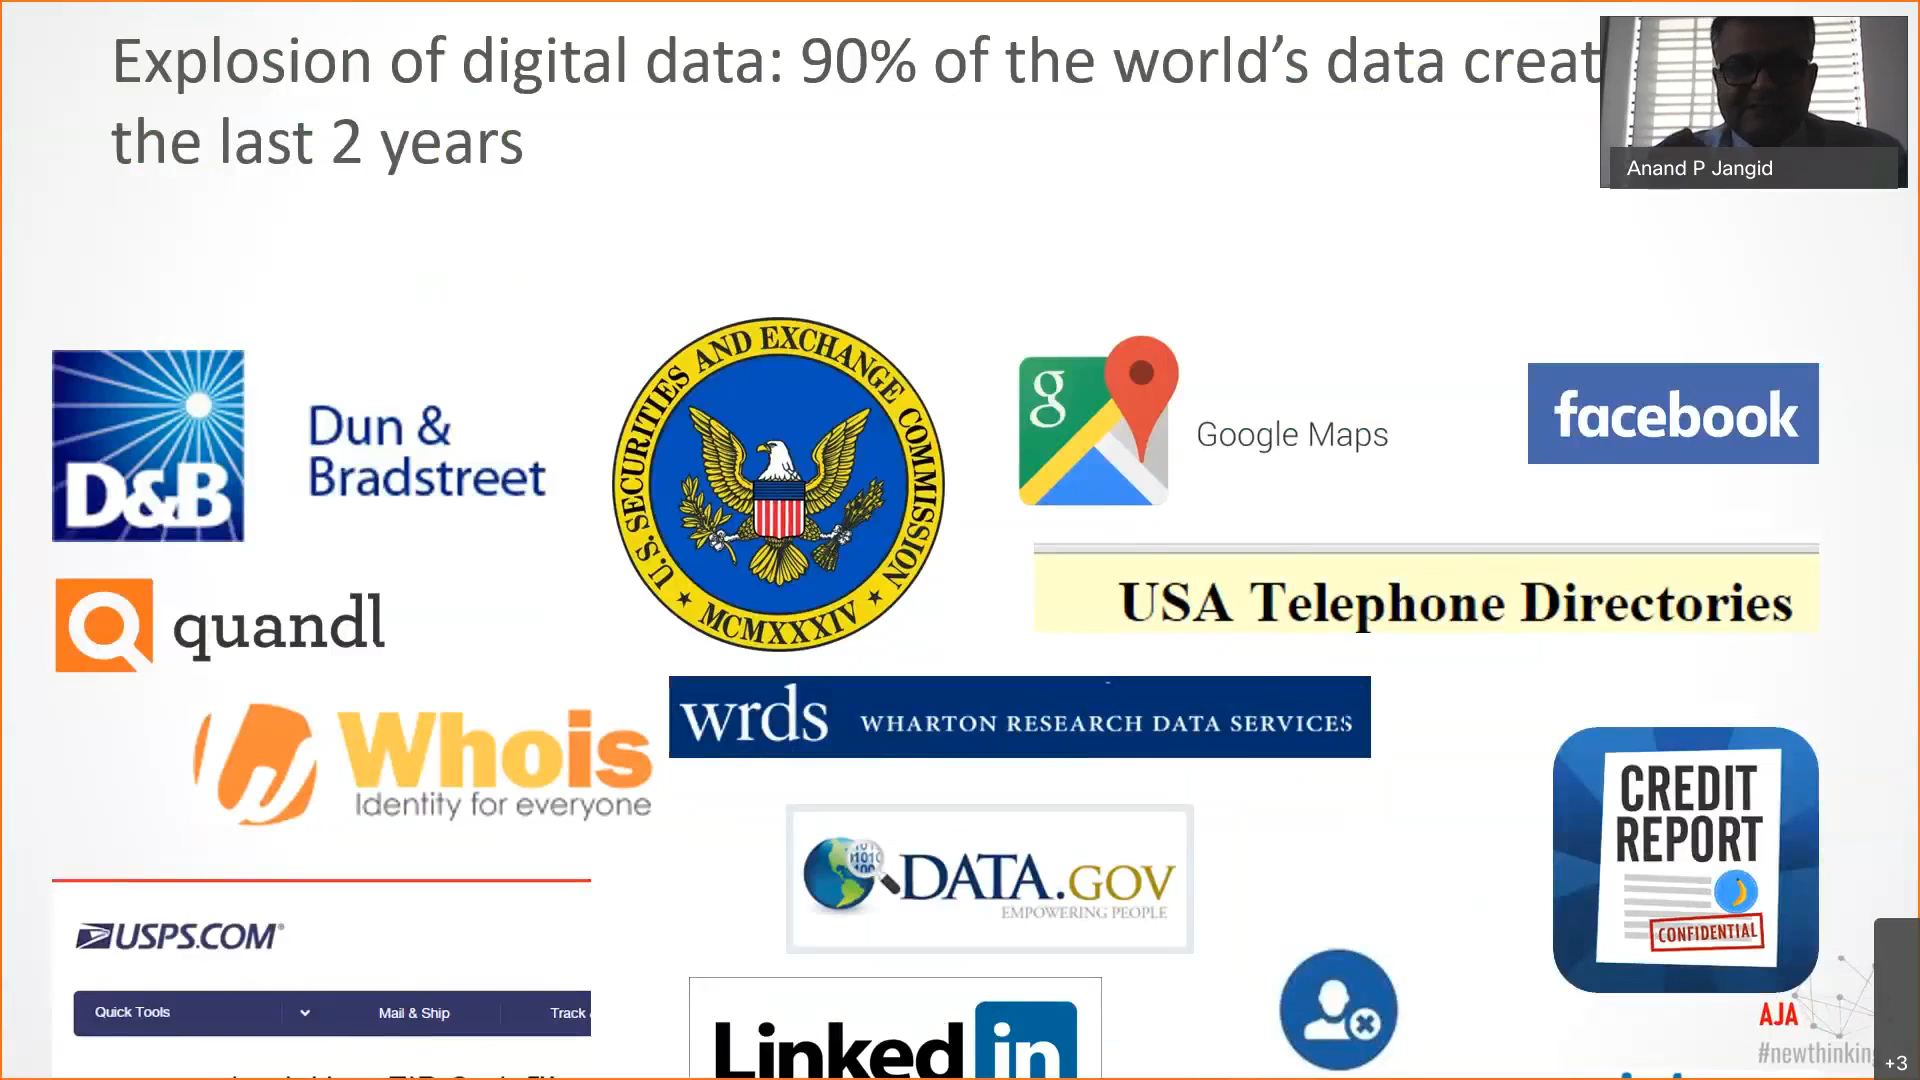 Explosion of digital data: 90% of the world's data creat
the last 2 years
Anand P Jangid
D&B
Dun &
Bradstreet
U.S. SECURITIES AND EXCHANGE COMMISSION
MCMXXXIV
g
Google Maps
facebook
USA Telephone Directories
quandl
Whois
Identity for everyone
wrds WHARTON RESEARCH DATA SERVICES
CREDIT
REPORT
CONFIDENTIAL
DATA.GOV
EMPOWERING PEOPLE
USPS.COM®
Quick Tools Mail & Ship Track
Linked in
AJA
#newthinkin
+3